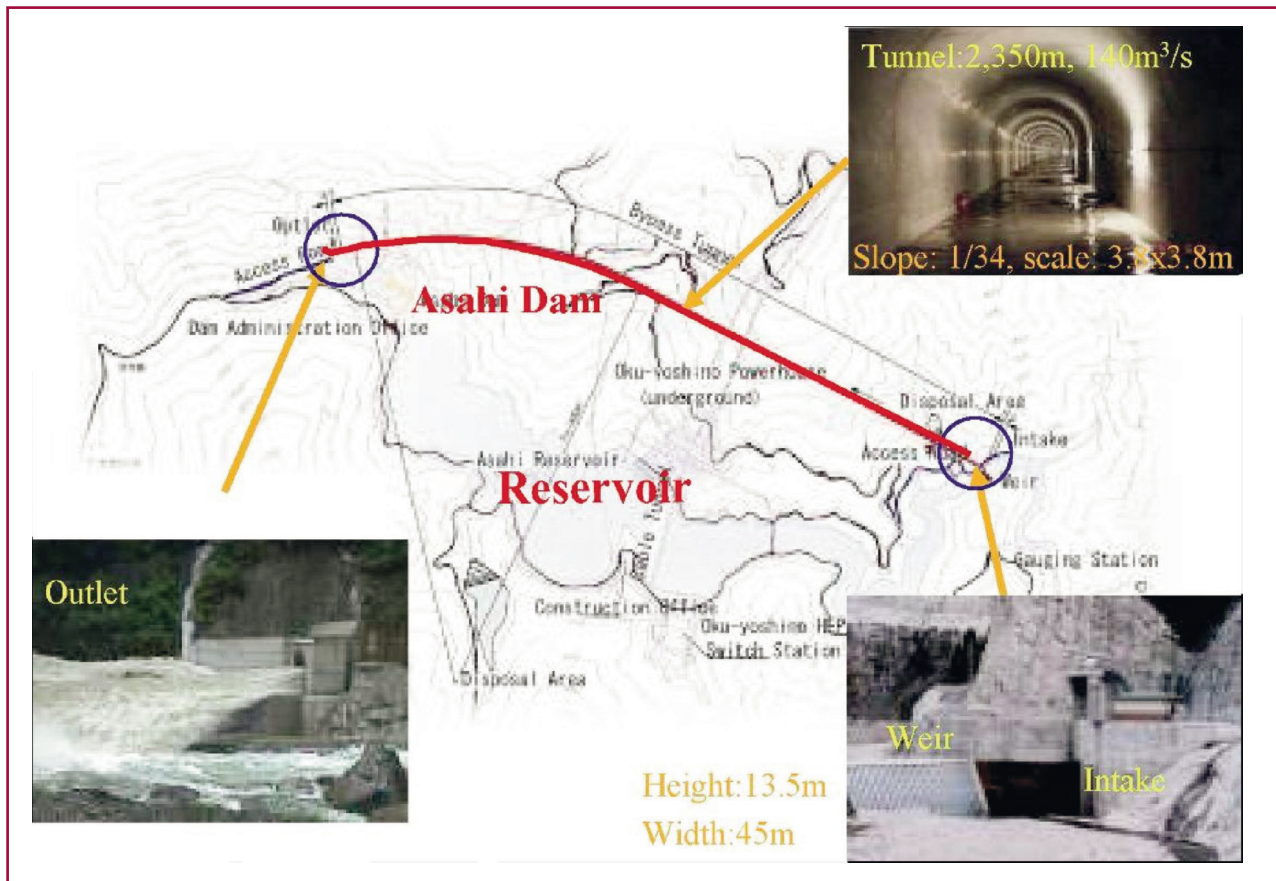 Tunnel:2,350m, 140m³/s
Slope: 1/34, scale: 3.8x3.8m
Outlet
Bypass Tunnel
Access Road
Asahi Dam
Dam Administration Office
Oku-yoshino Powerhouse
(underground)
Disposal Area
Intake
Access Road
Weir
Asahi Reservoir
Reservoir
Gauging Station
Construction Office
Oku-yoshino HEP
Switch Station
Disposal Area
Outlet
Weir
Intake
Height:13.5m
Width:45m